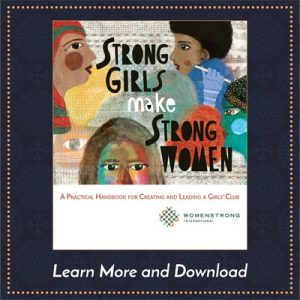 STRONG
GIRLS
make
STRONG
WOMEN
A PRACTICAL HANDBOOK FOR CREATING AND LEADING A GIRLS' CLUB
WOMENSTRONG
INTERNATIONAL
Learn More and Download